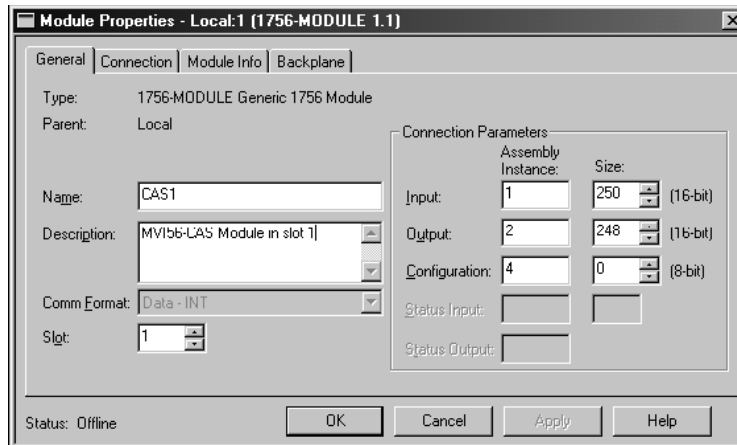 Module Properties - Local:1 (1756-MODULE 1.1)
General
Connection
Module Info
Backplane
Type: 1756-MODULE Generic 1756 Module
Parent: Local
Connection Parameters
Assembly Instance:
Size:
Name: CAS1
Input: 1 250 (16-bit)
Description: MVI56-CAS Module in slot 1
Output: 2 248 (16-bit)
Configuration: 4 0 (8-bit)
Comm Format: Data - INT
Status Input:
Slot: 1
Status Output:
Status: Offline
OK
Cancel
Apply
Help